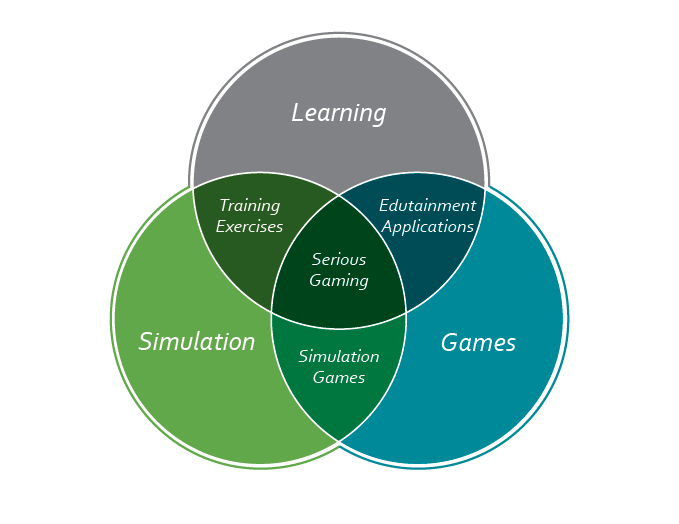 Learning
Training
Exercises
Edutainment
Applications
Serious
Gaming
Simulation
Games
Simulation
Games